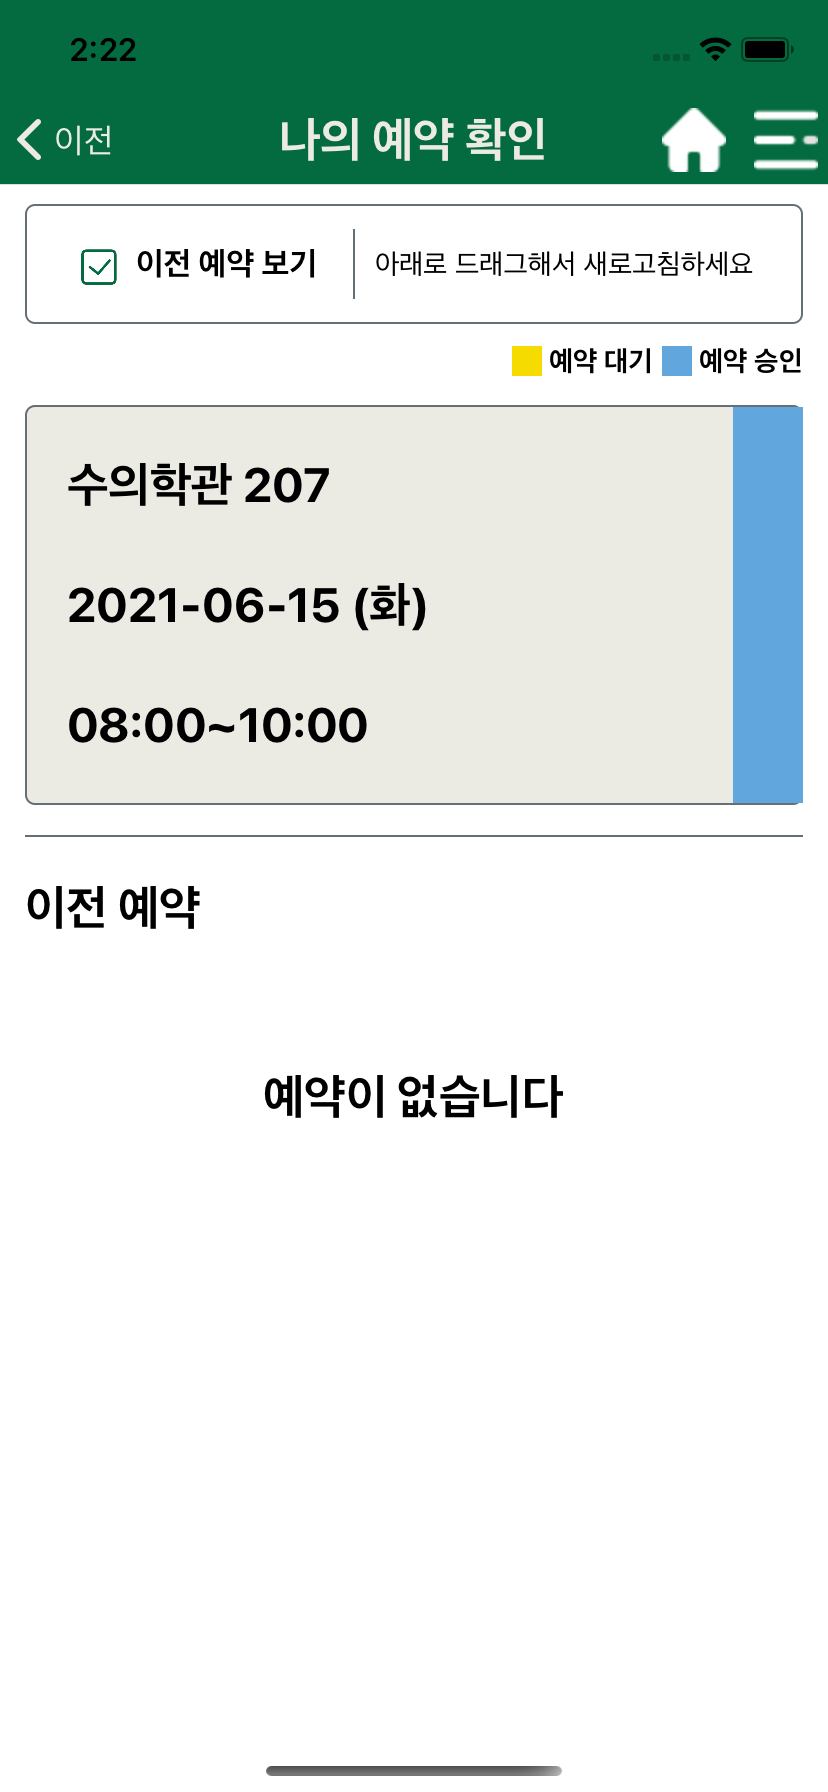 2:22
이전
나의 예약 확인
이전 예약 보기
아래로 드래그해서 새로고침하세요
예약 대기 예약 승인
수의학관 207
2021-06-15 (화)
08:00~10:00
이전 예약
예약이 없습니다